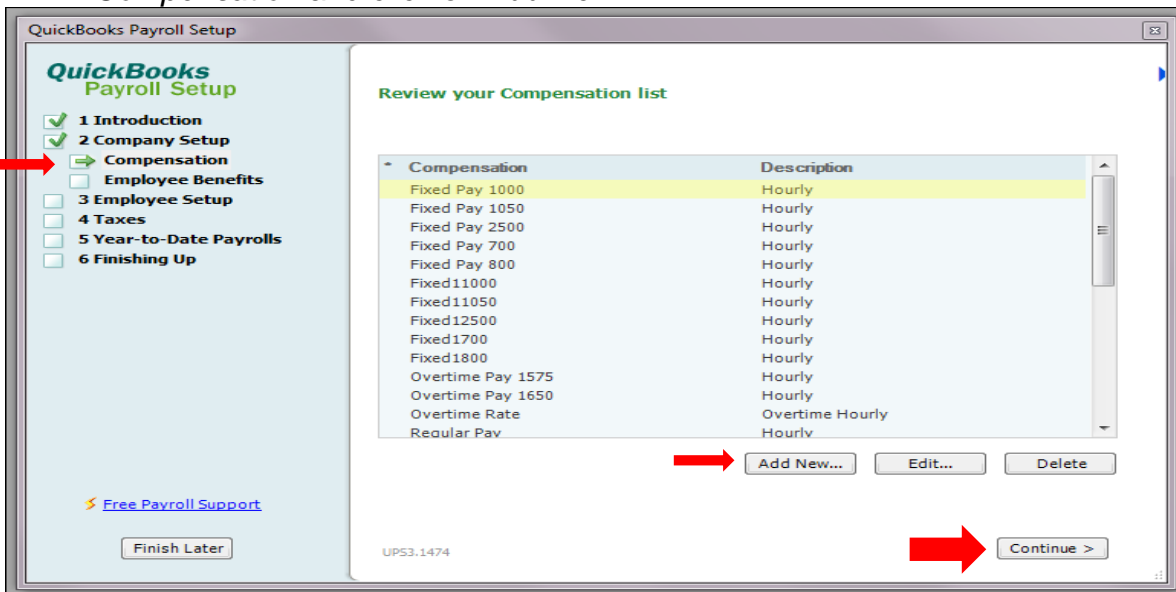 QuickBooks Payroll Setup
QuickBooks
Payroll Setup
1 Introduction
2 Company Setup
Compensation
Employee Benefits
3 Employee Setup
4 Taxes
5 Year-to-Date Payrolls
6 Finishing Up
Free Payroll Support
Finish Later
Review your Compensation list
* Compensation Description
Fixed Pay 1000 Hourly
Fixed Pay 1050 Hourly
Fixed Pay 2500 Hourly
Fixed Pay 700 Hourly
Fixed Pay 800 Hourly
Fixed11000 Hourly
Fixed11050 Hourly
Fixed12500 Hourly
Fixed1700 Hourly
Fixed1800 Hourly
Overtime Pay 1575 Hourly
Overtime Pay 1650 Hourly
Overtime Rate Overtime Hourly
Regular Pay Hourly
Add New... Edit... Delete
UPS3.1474
Continue >